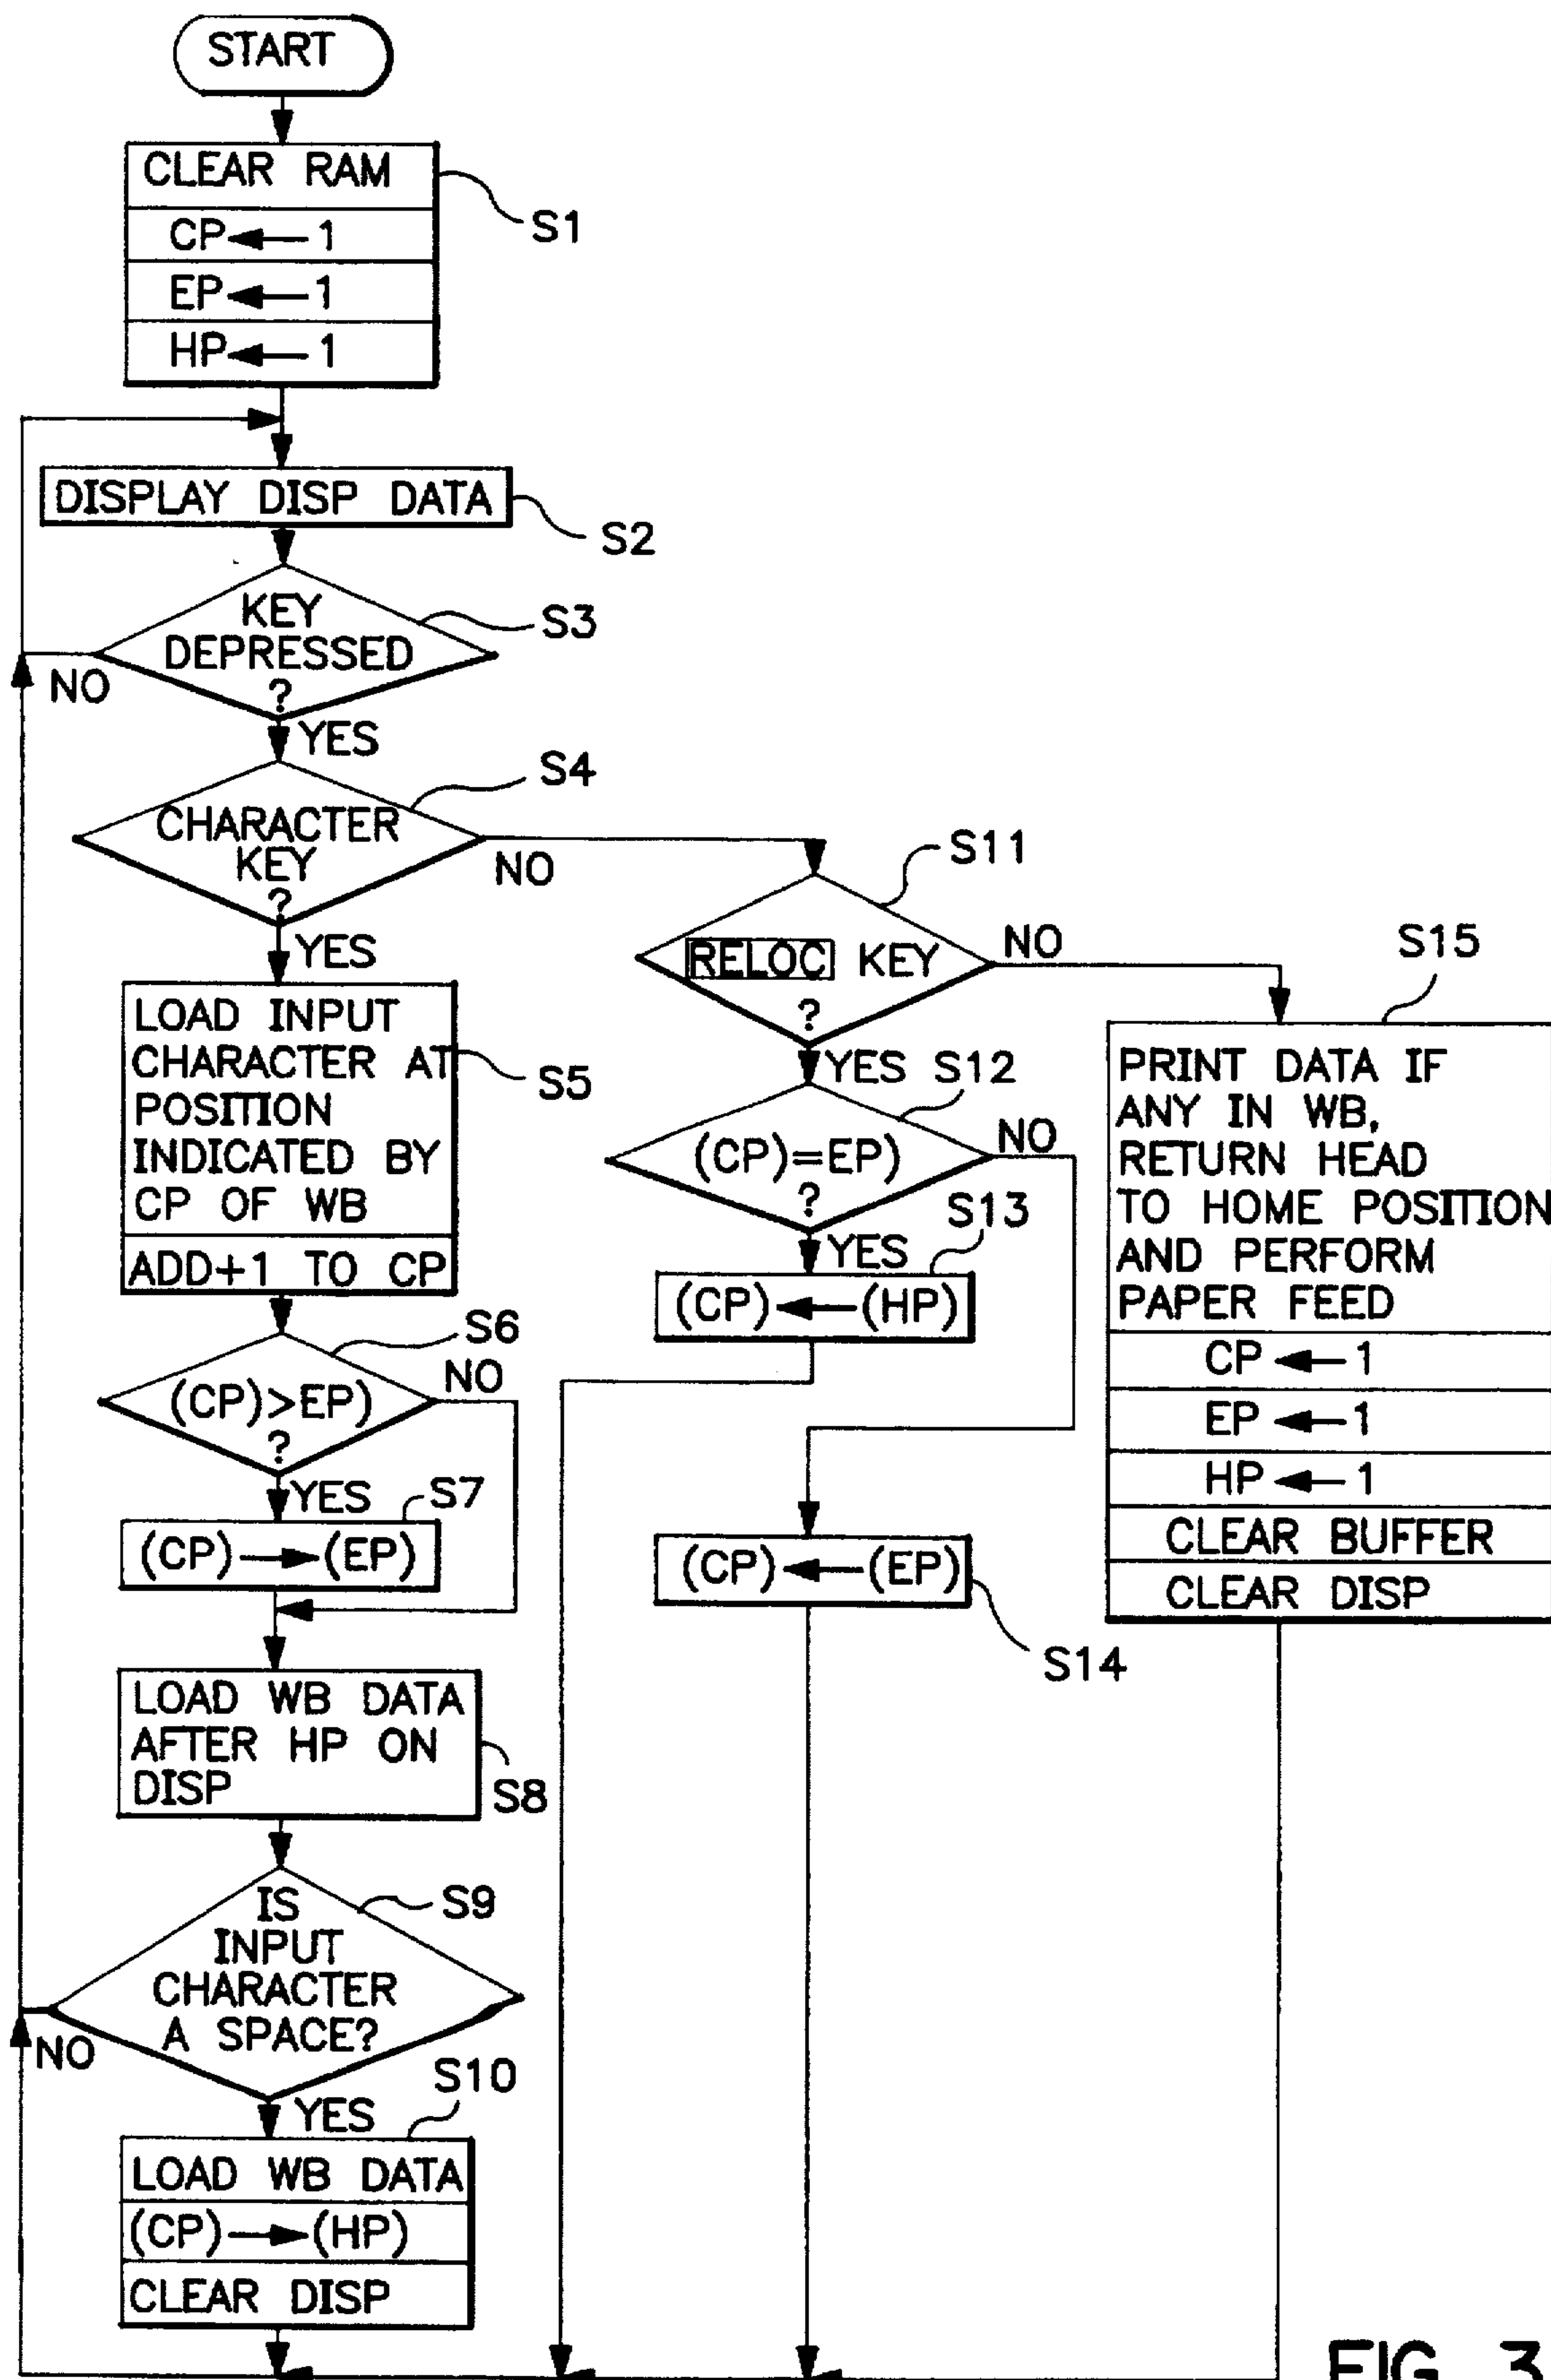 START
CLEAR RAM
CP ← 1
S1
EP ← 1
HP ← 1
DISPLAY DISP DATA
S2
KEY
DEPRESSED
?
S3
NO
YES
CHARACTER
KEY
?
S4
NO
YES
LOAD INPUT
CHARACTER AT
POSITION
INDICATED BY
CP OF WB
ADD+1 TO CP
S5
(CP)>EP)
?
S6
NO
YES
S7
(CP) → (EP)
LOAD WB DATA
AFTER HP ON
DISP
S8
IS
INPUT
CHARACTER
A SPACE?
S9
NO
YES
S10
LOAD WB DATA
(CP) → (HP)
CLEAR DISP
S11
RELOC KEY
?
NO
YES
S12
(CP)=EP)
?
NO
YES
S13
(CP) ← (HP)
(CP) ← (EP)
S14
S15
PRINT DATA IF
ANY IN WB,
RETURN HEAD
TO HOME POSITION
AND PERFORM
PAPER FEED
CP ← 1
EP ← 1
HP ← 1
CLEAR BUFFER
CLEAR DISP
FIG. 3